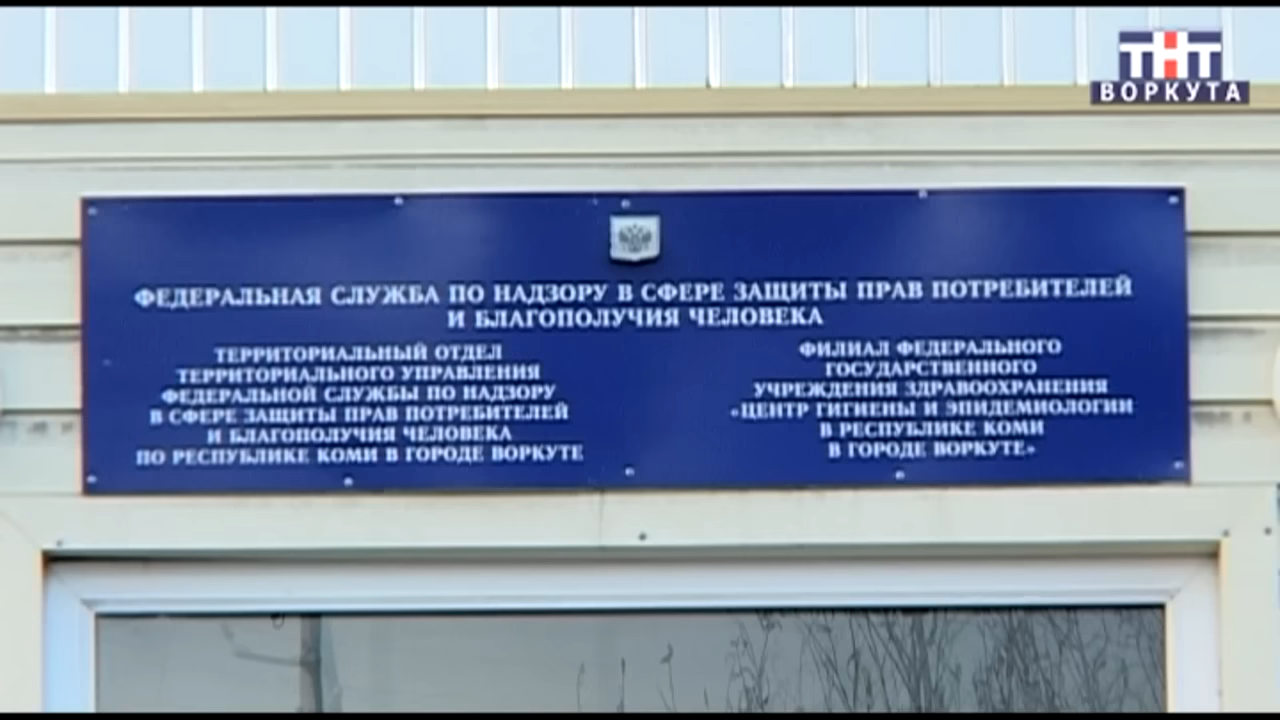 ТНТ
ВОРКУТА
ФЕДЕРАЛЬНАЯ СЛУЖБА ПО НАДЗОРУ В СФЕРЕ ЗАЩИТЫ ПРАВ ПОТРЕБИТЕЛЕЙ
И БЛАГОПОЛУЧИЯ ЧЕЛОВЕКА
ТЕРРИТОРИАЛЬНЫЙ ОТДЕЛ
ТЕРРИТОРИАЛЬНОГО УПРАВЛЕНИЯ
ФЕДЕРАЛЬНОЙ СЛУЖБЫ ПО НАДЗОРУ
В СФЕРЕ ЗАЩИТЫ ПРАВ ПОТРЕБИТЕЛЕЙ
И БЛАГОПОЛУЧИЯ ЧЕЛОВЕКА
ПО РЕСПУБЛИКЕ КОМИ В ГОРОДЕ ВОРКУТЕ
ФИЛИАЛ ФЕДЕРАЛЬНОГО
ГОСУДАРСТВЕННОГО
УЧРЕЖДЕНИЯ ЗДРАВООХРАНЕНИЯ
«ЦЕНТР ГИГИЕНЫ И ЭПИДЕМИОЛОГИИ
В РЕСПУБЛИКЕ КОМИ
В ГОРОДЕ ВОРКУТЕ»